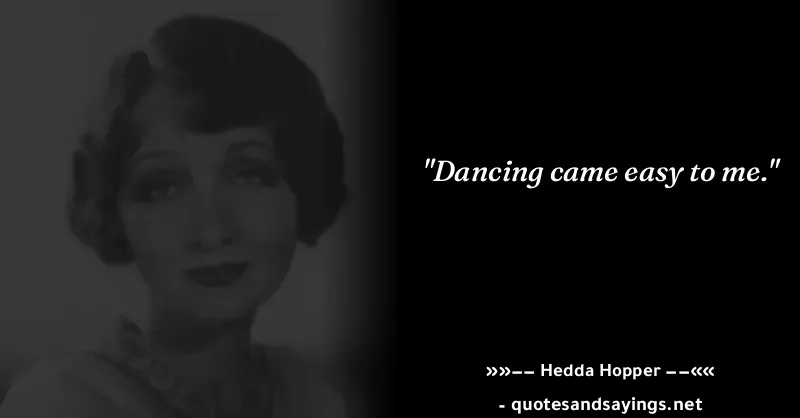 "Dancing came easy to me."
»»–– Hedda Hopper ––««
- quotesandsayings.net